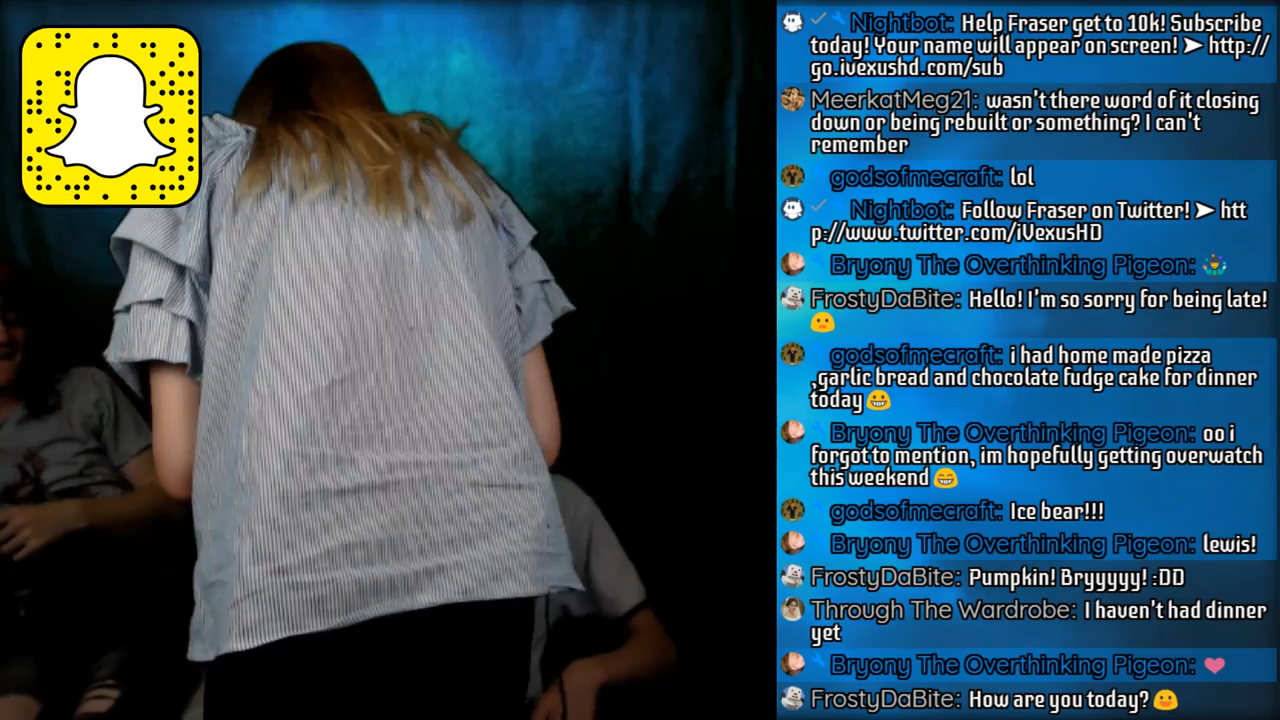 Nightbot: Help Fraser get to 10k! Subscribe
today! Your name will appear on screen! ➤ http://
go.ivexushd.com/sub
MeerkatMeg21: wasn't there word of it closing
down or being rebuilt or something? I can't
remember
godsofmecraft: lol
Nightbot: Follow Fraser on Twitter! ➤ htt
p://www.twitter.com/iVexusHD
Bryony The Overthinking Pigeon: 🤹
FrostyDaBite: Hello! I'm so sorry for being late!
😦
godsofmecraft: i had home made pizza
,garlic bread and chocolate fudge cake for dinner
today 😀
Bryony The Overthinking Pigeon: oo i
forgot to mention, im hopefully getting overwatch
this weekend 😁
godsofmecraft: Ice bear!!!
Bryony The Overthinking Pigeon: lewis!
FrostyDaBite: Pumpkin! Bryyyyy! :DD
Through The Wardrobe: I haven't had dinner
yet
Bryony The Overthinking Pigeon: ❤
FrostyDaBite: How are you today? 😃